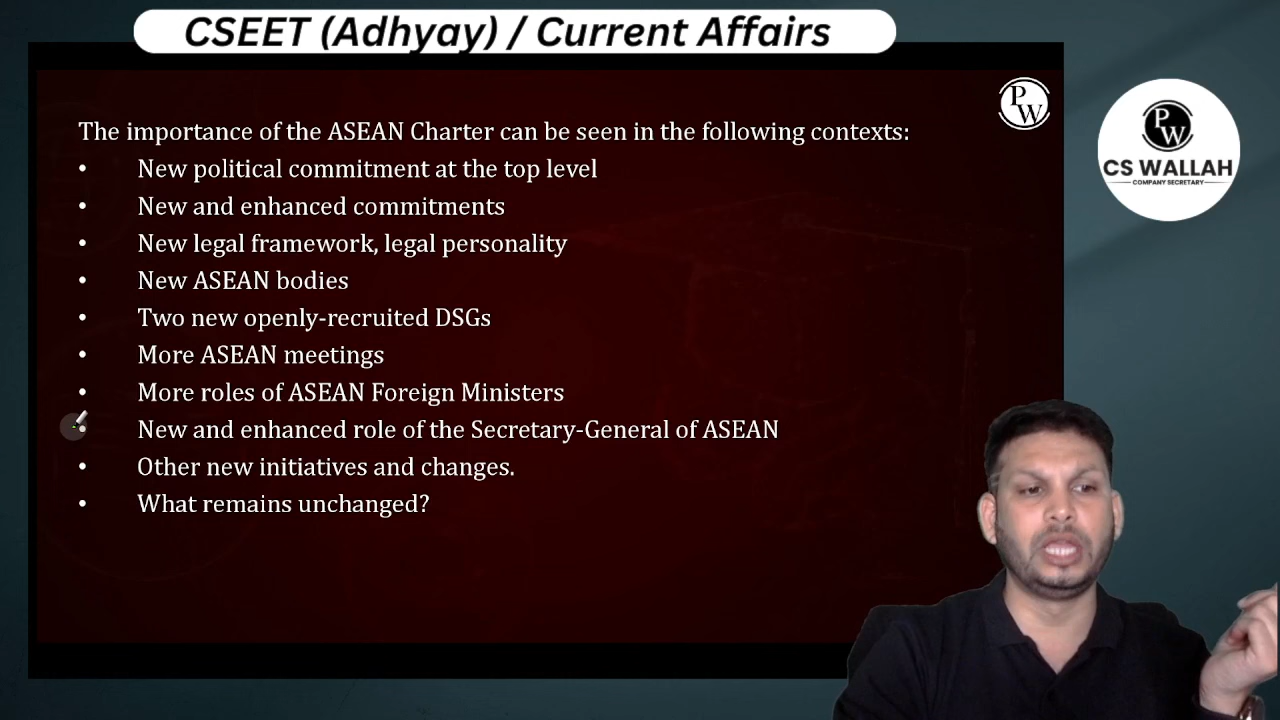 CSEET (Adhyay) / Current Affairs
PW
The importance of the ASEAN Charter can be seen in the following contexts:
• New political commitment at the top level
• New and enhanced commitments
• New legal framework, legal personality
• New ASEAN bodies
• Two new openly-recruited DSGs
• More ASEAN meetings
• More roles of ASEAN Foreign Ministers
• New and enhanced role of the Secretary-General of ASEAN
• Other new initiatives and changes.
• What remains unchanged?
PW
CS WALLAH
COMPANY SECRETARY